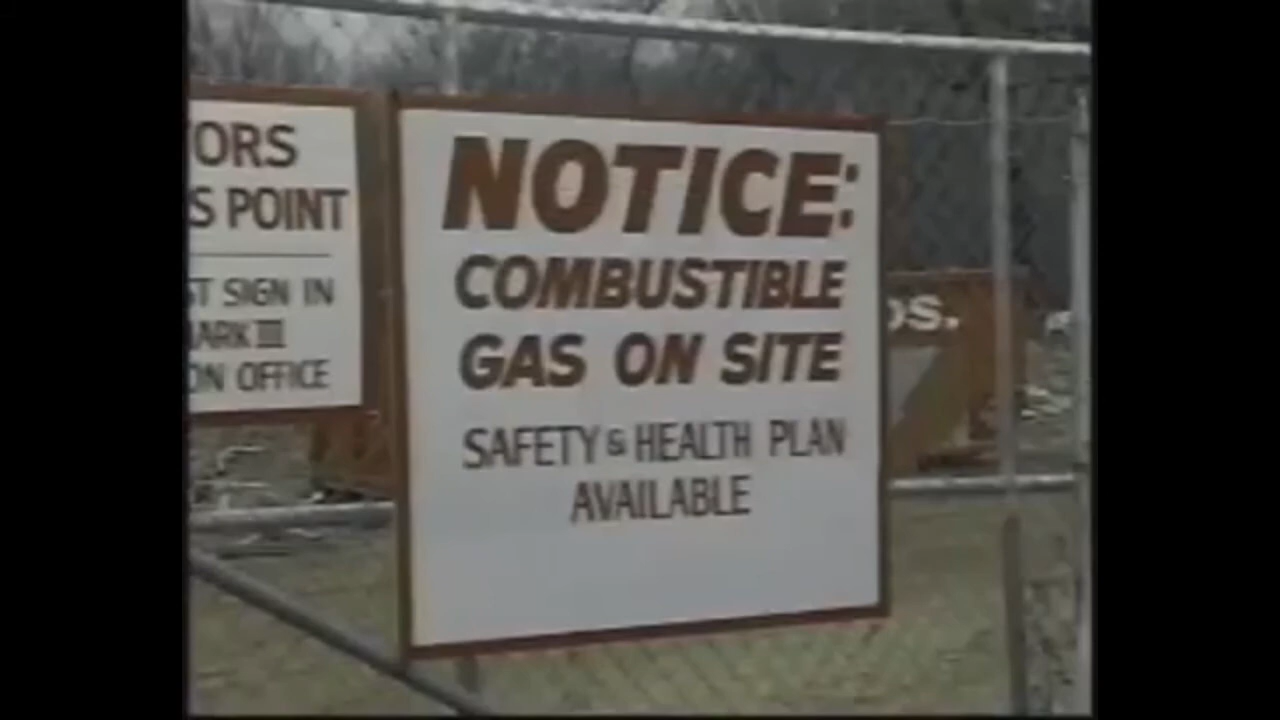 ORS
S POINT
ST SIGN IN
ARK III
ON OFFICE
NOTICE:
COMBUSTIBLE
GAS ON SITE
SAFETY & HEALTH PLAN
AVAILABLE
os.